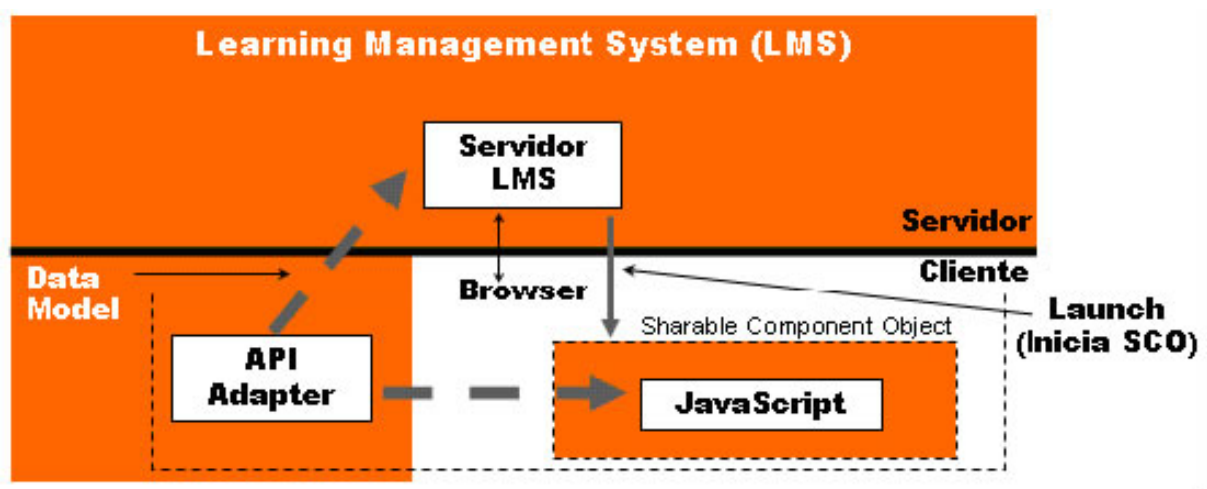 Learning Management System (LMS)
Servidor
LMS
Servidor
Cliente
Data
Model
Browser
Launch
(Inicia SCO)
Sharable Component Object
API
Adapter
JavaScript